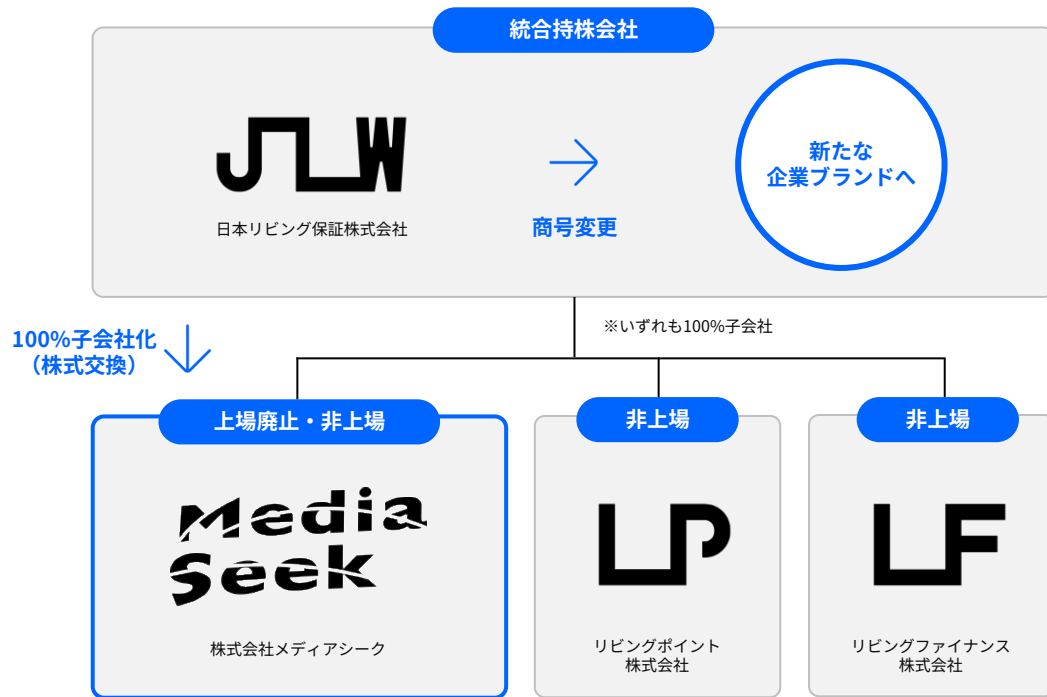 統合持株会社
JLW
日本リビング保証株式会社
商号変更
新たな
企業ブランドへ
100%子会社化
（株式交換）
※いずれも100%子会社
上場廃止・非上場
Media
Seek
株式会社メディアシーク
非上場
LP
リビングポイント
株式会社
非上場
LF
リビングファイナンス
株式会社